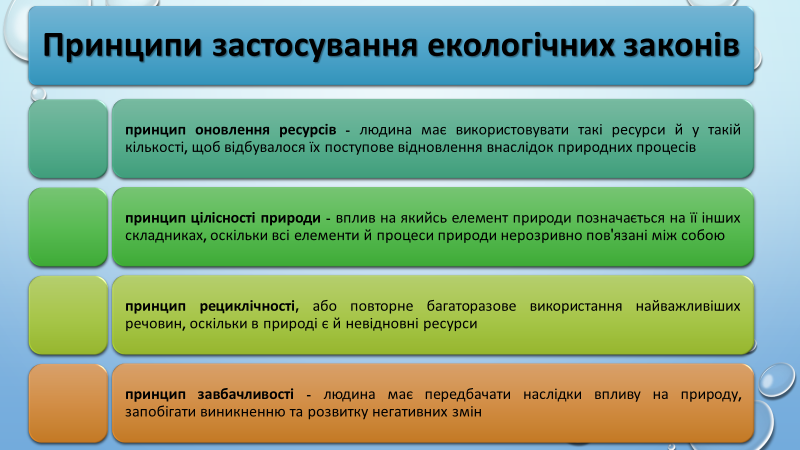 Принципи застосування екологічних законів
принцип оновлення ресурсів - людина має використовувати такі ресурси й у такій
кількості, щоб відбувалося їх поступове відновлення внаслідок природних процесів
принцип цілісності природи - вплив на якийсь елемент природи позначається на її інших
складниках, оскільки всі елементи й процеси природи нерозривно пов'язані між собою
принцип рециклічності, або повторне багаторазове використання найважливіших
речовин, оскільки в природі є й невідновні ресурси
принцип завбачливості - людина має передбачати наслідки впливу на природу,
запобігати виникненню та розвитку негативних змін